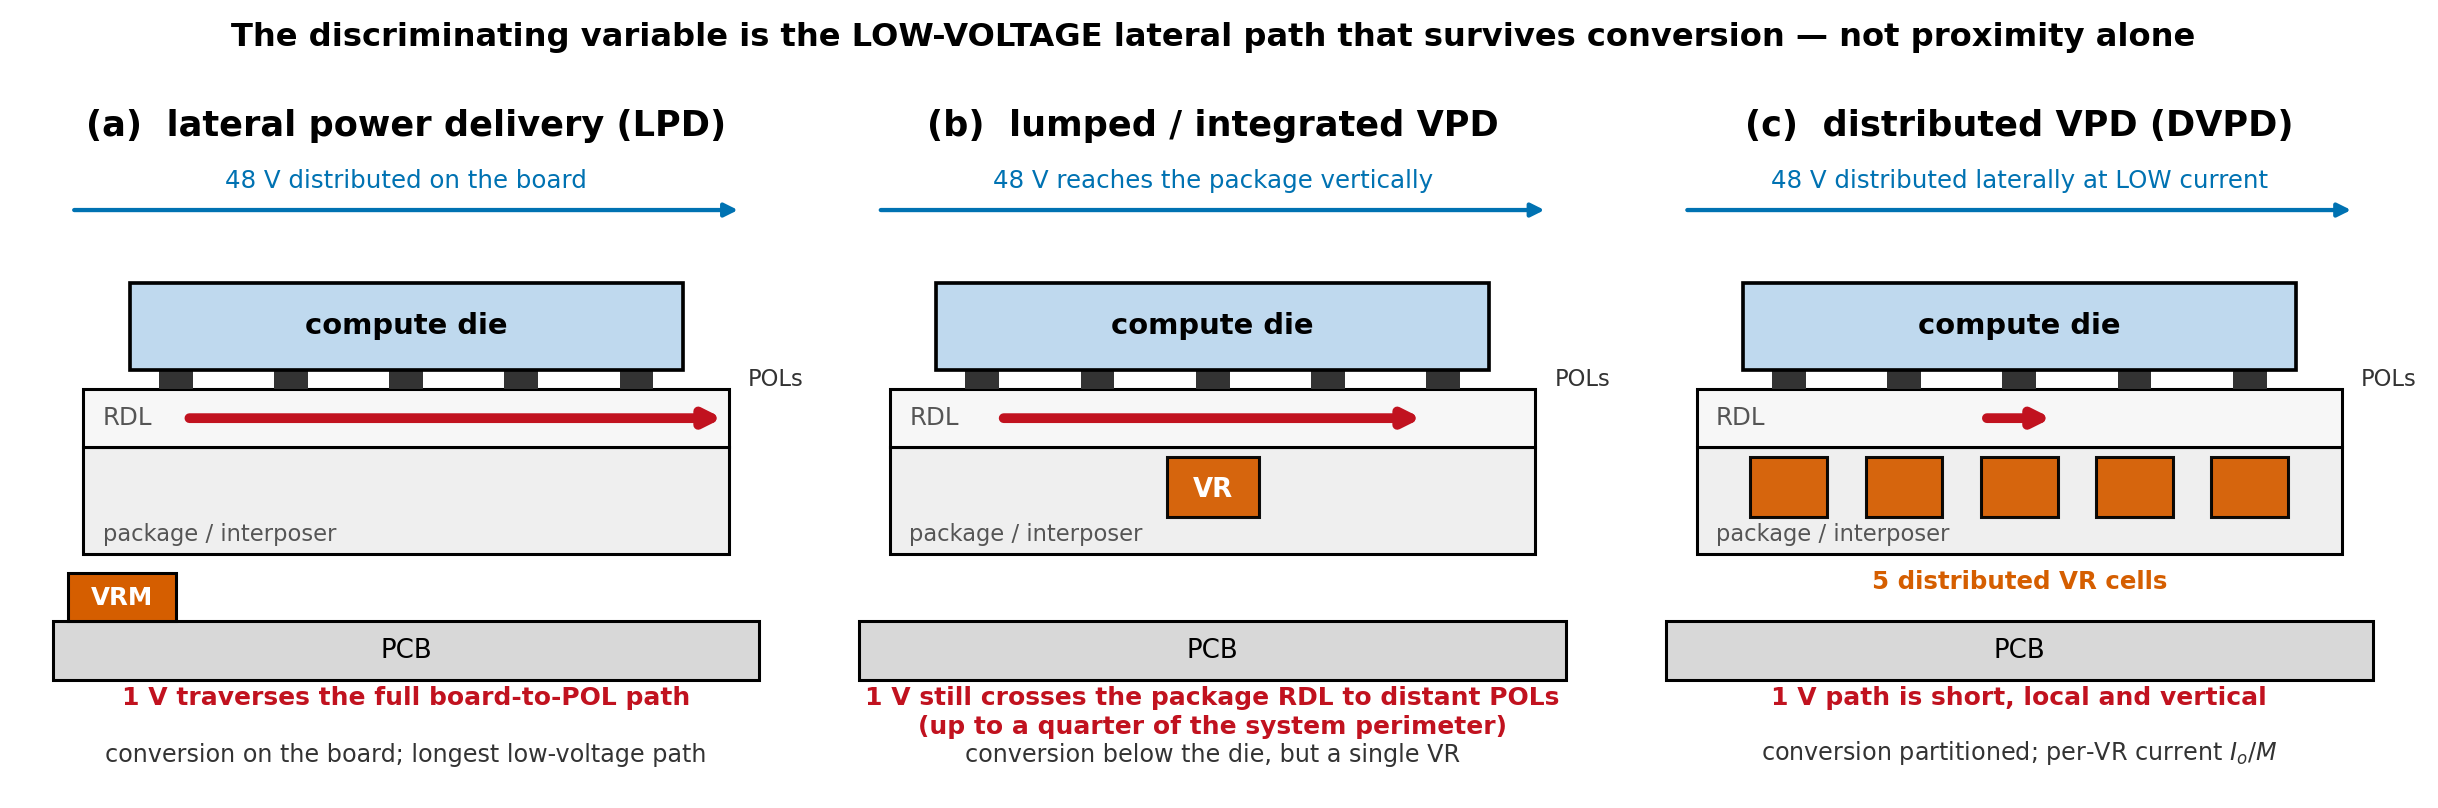 The discriminating variable is the LOW-VOLTAGE lateral path that survives conversion — not proximity alone
(a) lateral power delivery (LPD)
48 V distributed on the board
compute die
POLs
RDL
package / interposer
VRM
PCB
1 V traverses the full board-to-POL path
conversion on the board; longest low-voltage path
(b) lumped / integrated VPD
48 V reaches the package vertically
compute die
POLs
RDL
VR
package / interposer
PCB
1 V still crosses the package RDL to distant POLs
(up to a quarter of the system perimeter)
conversion below the die, but a single VR
(c) distributed VPD (DVPD)
48 V distributed laterally at LOW current
compute die
POLs
RDL
package / interposer
5 distributed VR cells
PCB
1 V path is short, local and vertical
conversion partitioned; per-VR current I_o/M